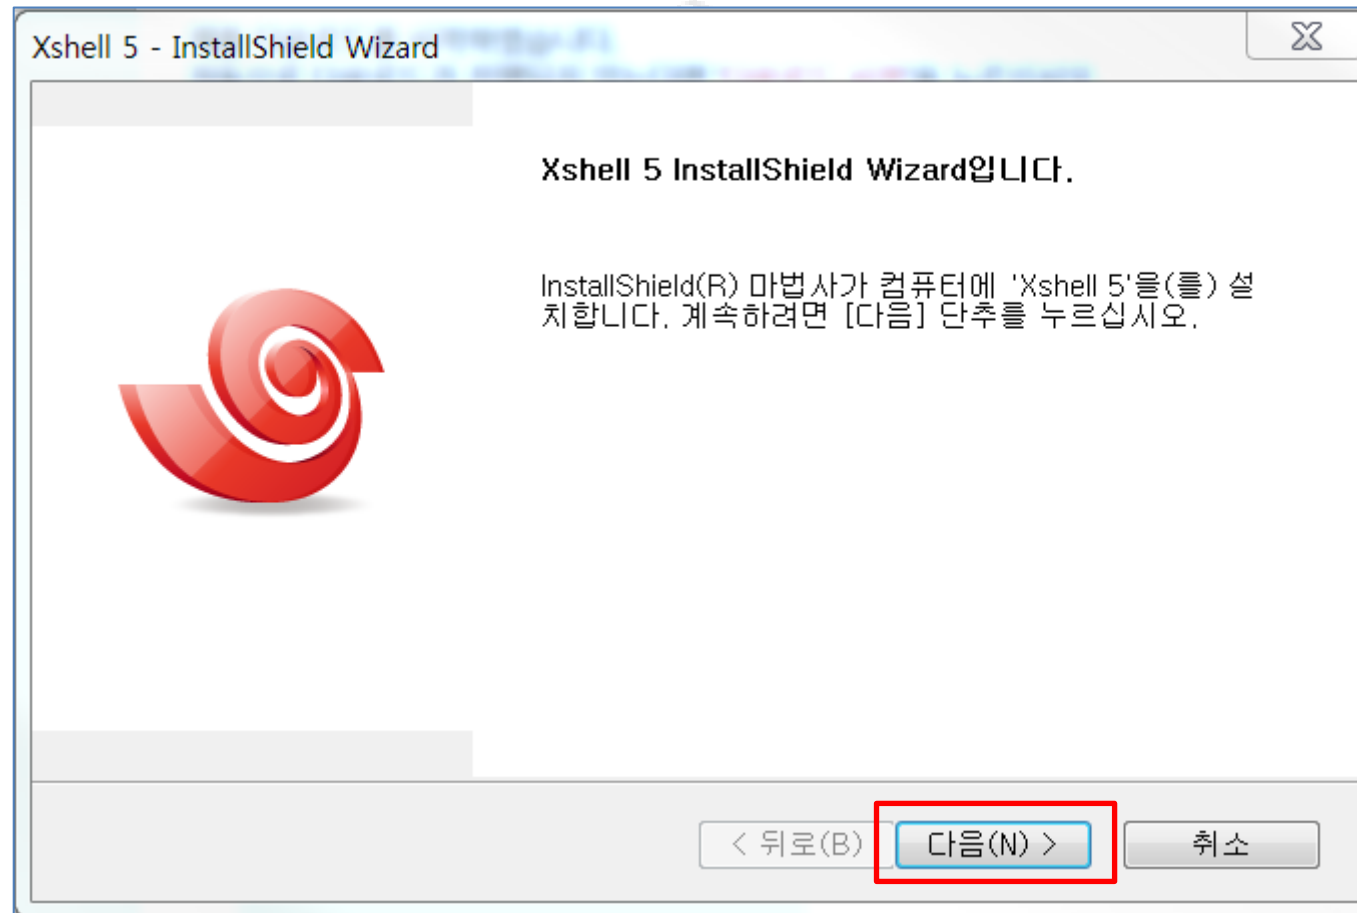 Xshell 5 - InstallShield Wizard
Xshell 5 InstallShield Wizard입니다.
InstallShield(R) 마법사가 컴퓨터에 'Xshell 5'을(를) 설
치합니다. 계속하려면 [다음] 단추를 누르십시오.
< 뒤로(B)
다음(N) >
취소